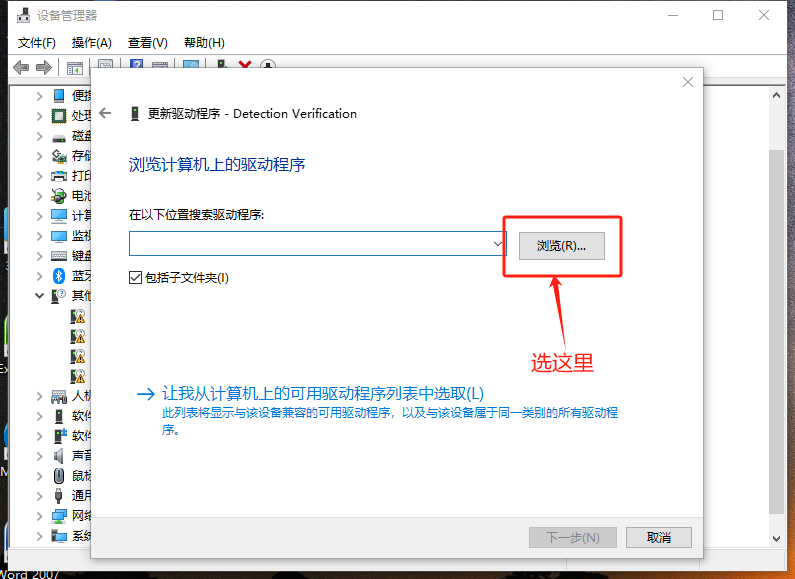 设备管理器
文件(F) 操作(A) 查看(V) 帮助(H)
更新驱动程序 - Detection Verification
浏览计算机上的驱动程序
在以下位置搜索驱动程序:
浏览(R)...
包括子文件夹(I)
选这里
让我从计算机上的可用驱动程序列表中选取(L)
此列表将显示与该设备兼容的可用驱动程序，以及与该设备属于同一类别的所有驱动程
序。
下一步(N) 取消
便携
处理
磁盘
存储
打印
电池
计算
监视
键盘
蓝牙
其他
人机
软件
软件
声音
鼠标
通用
网络
系统
Word 2007